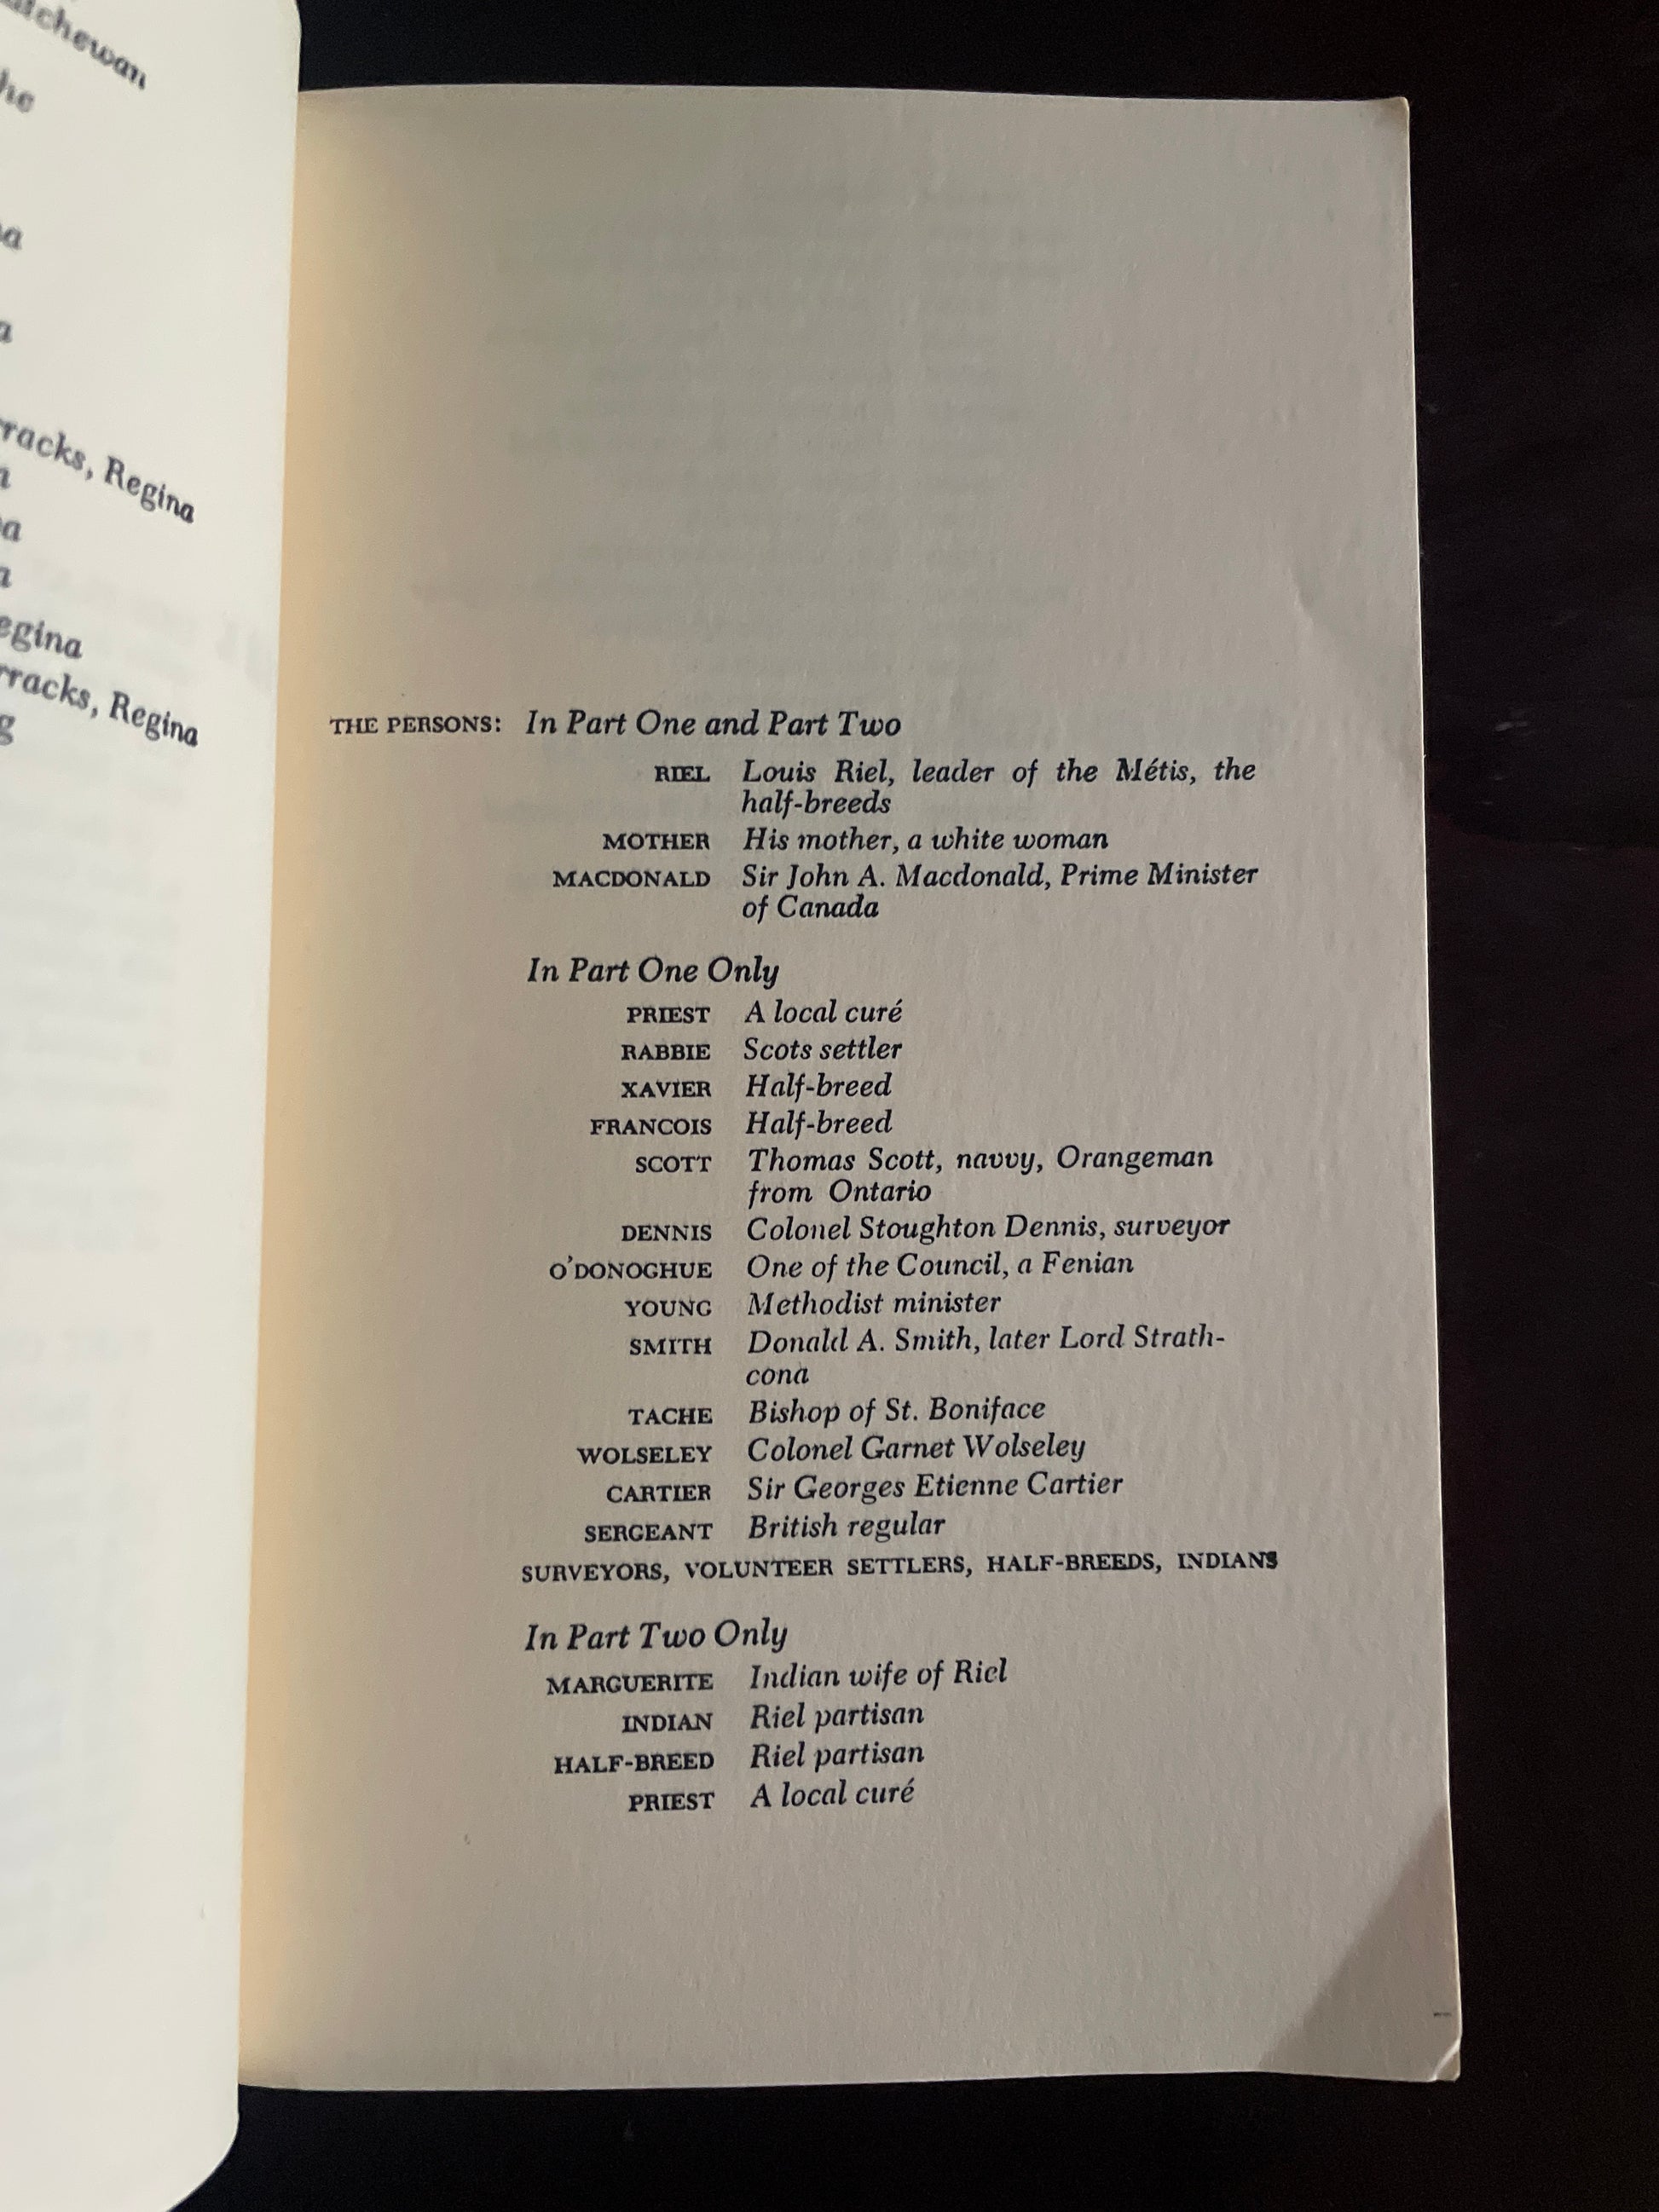 he
racks, Regina
egina
rracks, Regina
THE PERSONS: In Part One and Part Two
RIEL Louis Riel, leader of the Métis, the
half-breeds
MOTHER His mother, a white woman
MACDONALD Sir John A. Macdonald, Prime Minister
of Canada
In Part One Only
PRIEST A local curé
RABBIE Scots settler
XAVIER Half-breed
FRANCOIS Half-breed
SCOTT Thomas Scott, navvy, Orangeman
from Ontario
DENNIS Colonel Stoughton Dennis, surveyor
O'DONOGHUE One of the Council, a Fenian
YOUNG Methodist minister
SMITH Donald A. Smith, later Lord Strath-
cona
TACHE Bishop of St. Boniface
WOLSELEY Colonel Garnet Wolseley
CARTIER Sir Georges Etienne Cartier
SERGEANT British regular
SURVEYORS, VOLUNTEER SETTLERS, HALF-BREEDS, INDIANS
In Part Two Only
MARGUERITE Indian wife of Riel
INDIAN Riel partisan
HALF-BREED Riel partisan
PRIEST A local curé